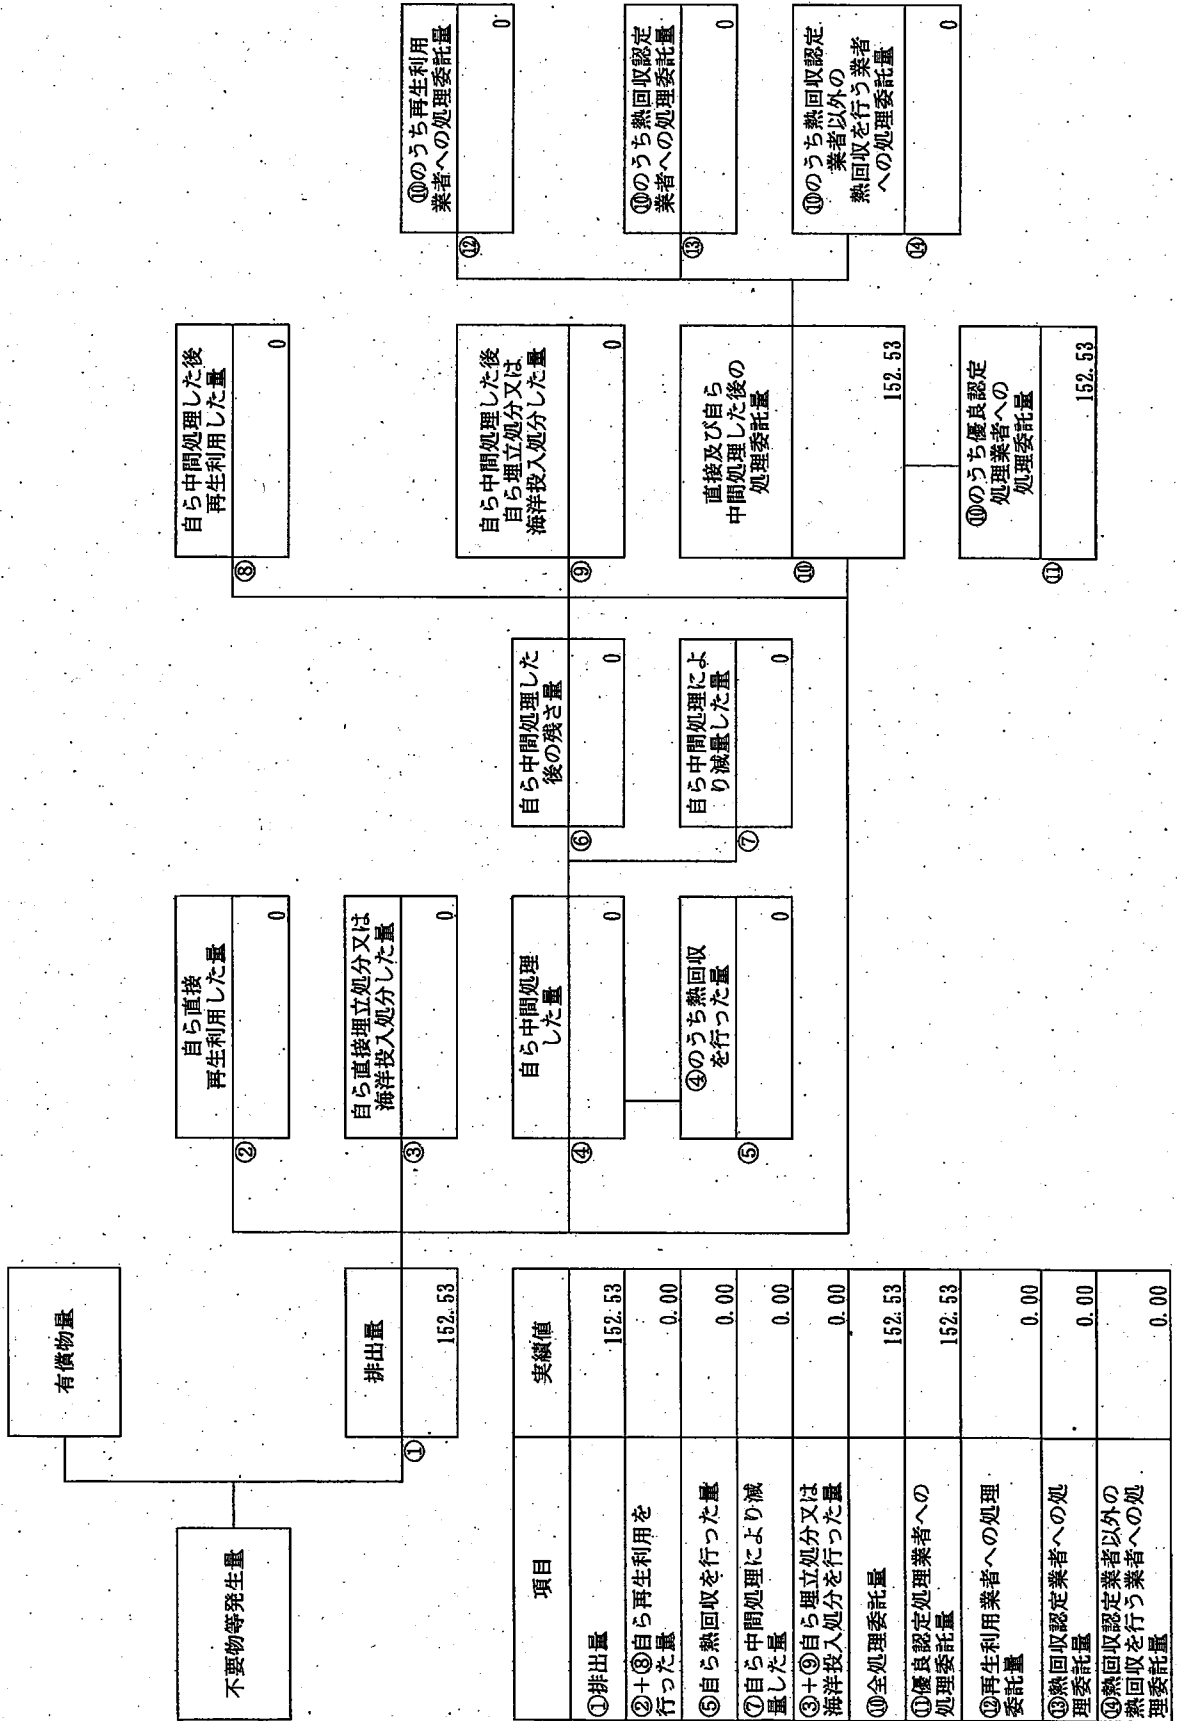 不要物等発生量
有償物量
排出量
①
152.53
自ら直接
再生利用した量
②
0
自ら直接埋立処分又は
海洋投入処分した量
③
0
自ら中間処理
した量
④
0
④のうち熱回収
を行った量
⑤
0
自ら中間処理した
後の残さ量
⑥
0
自ら中間処理によ
り減量した量
⑦
0
自ら中間処理した後
再生利用した量
⑧
0
自ら中間処理した後
自ら埋立処分又は
海洋投入処分した量
⑨
0
直接及び自ら
中間処理した後の
処理委託量
⑩
152.53
⑩のうち優良認定
処理業者への
処理委託量
⑪
152.53
⑩のうち再生利用
業者への処理委託量
⑫
0
⑩のうち熱回収認定
業者への処理委託量
⑬
0
⑩のうち熱回収認定
業者以外の
熱回収を行う業者
への処理委託量
⑭
0
項目 実績値
①排出量 152.53
②+⑧自ら再生利用を
行った量 0.00
⑤自ら熱回収を行った量 0.00
⑦自ら中間処理により減
量した量 0.00
③+⑨自ら埋立処分又は
海洋投入処分を行った量 0.00
⑩全処理委託量 152.53
⑪優良認定処理業者への
処理委託量 152.53
⑫再生利用業者への処理
委託量 0.00
⑬熱回収認定業者への処
理委託量 0.00
⑭熱回収認定業者以外の
熱回収を行う業者への処
理委託量 0.00